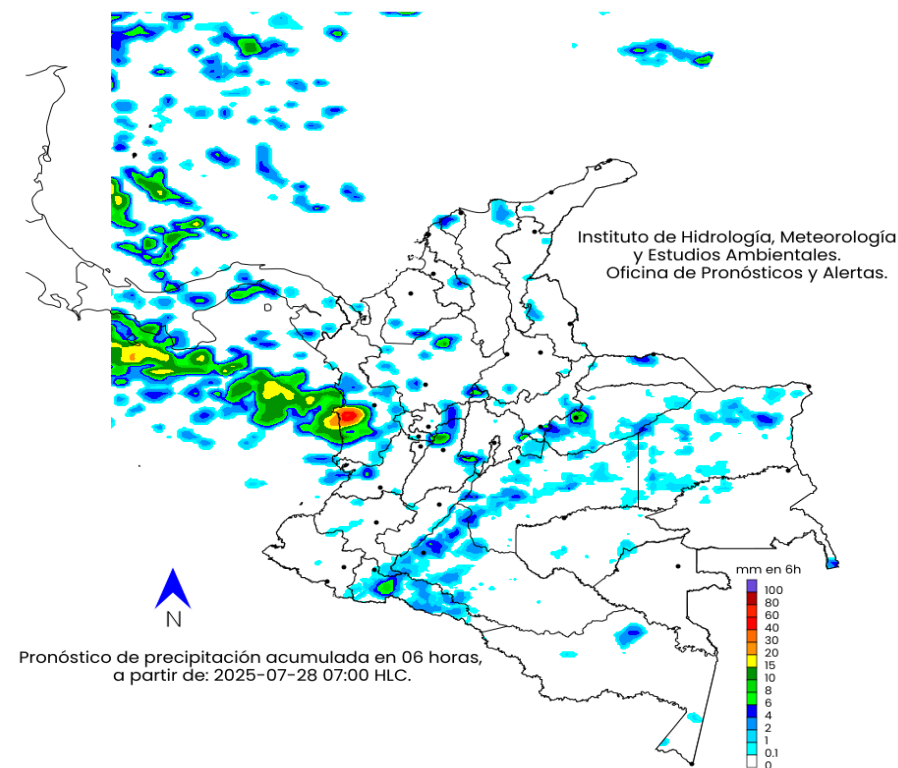 Instituto de Hidrología, Meteorología
y Estudios Ambientales.
Oficina de Pronósticos y Alertas.
mm en 6h
100
80
60
40
30
20
15
10
8
6
4
2
1
0.1
0
N
Pronóstico de precipitación acumulada en 06 horas,
a partir de: 2025-07-28 07:00 HLC.